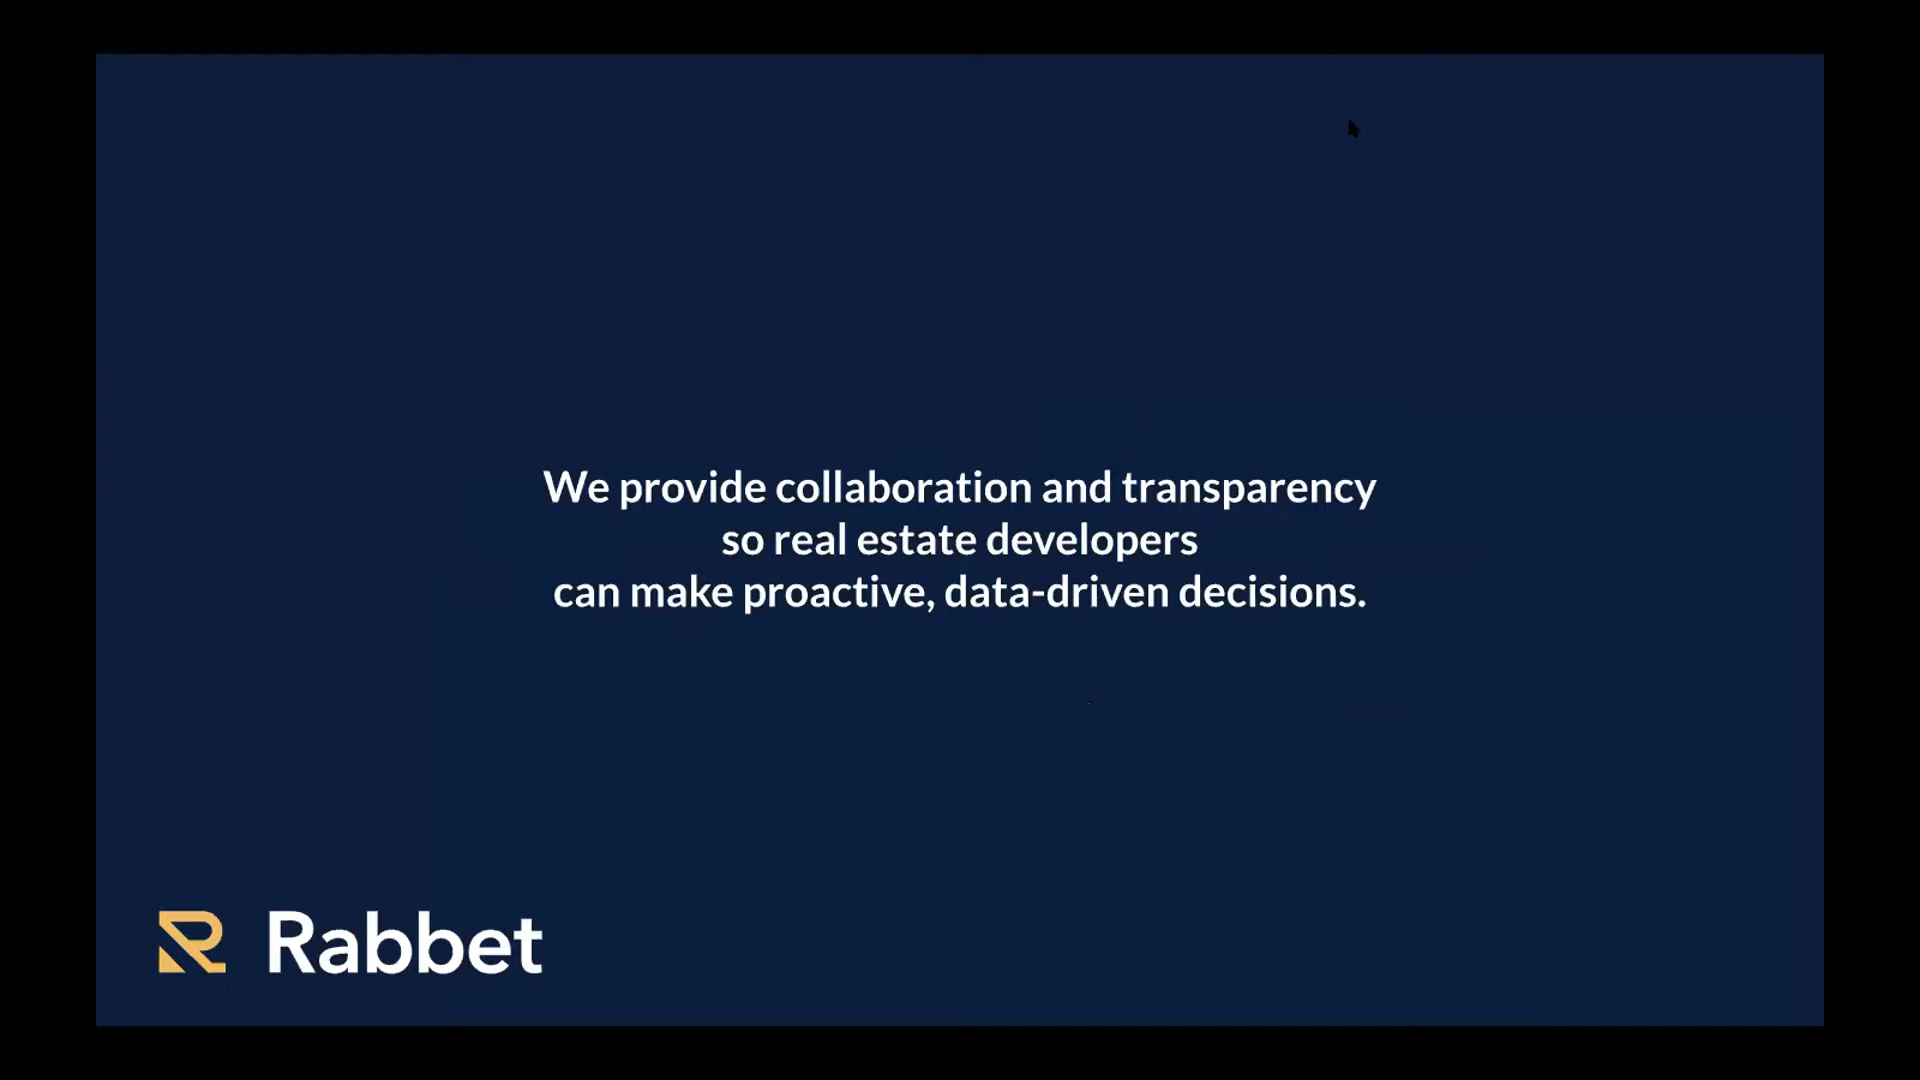 We provide collaboration and transparency
so real estate developers
can make proactive, data-driven decisions.
Rabbet